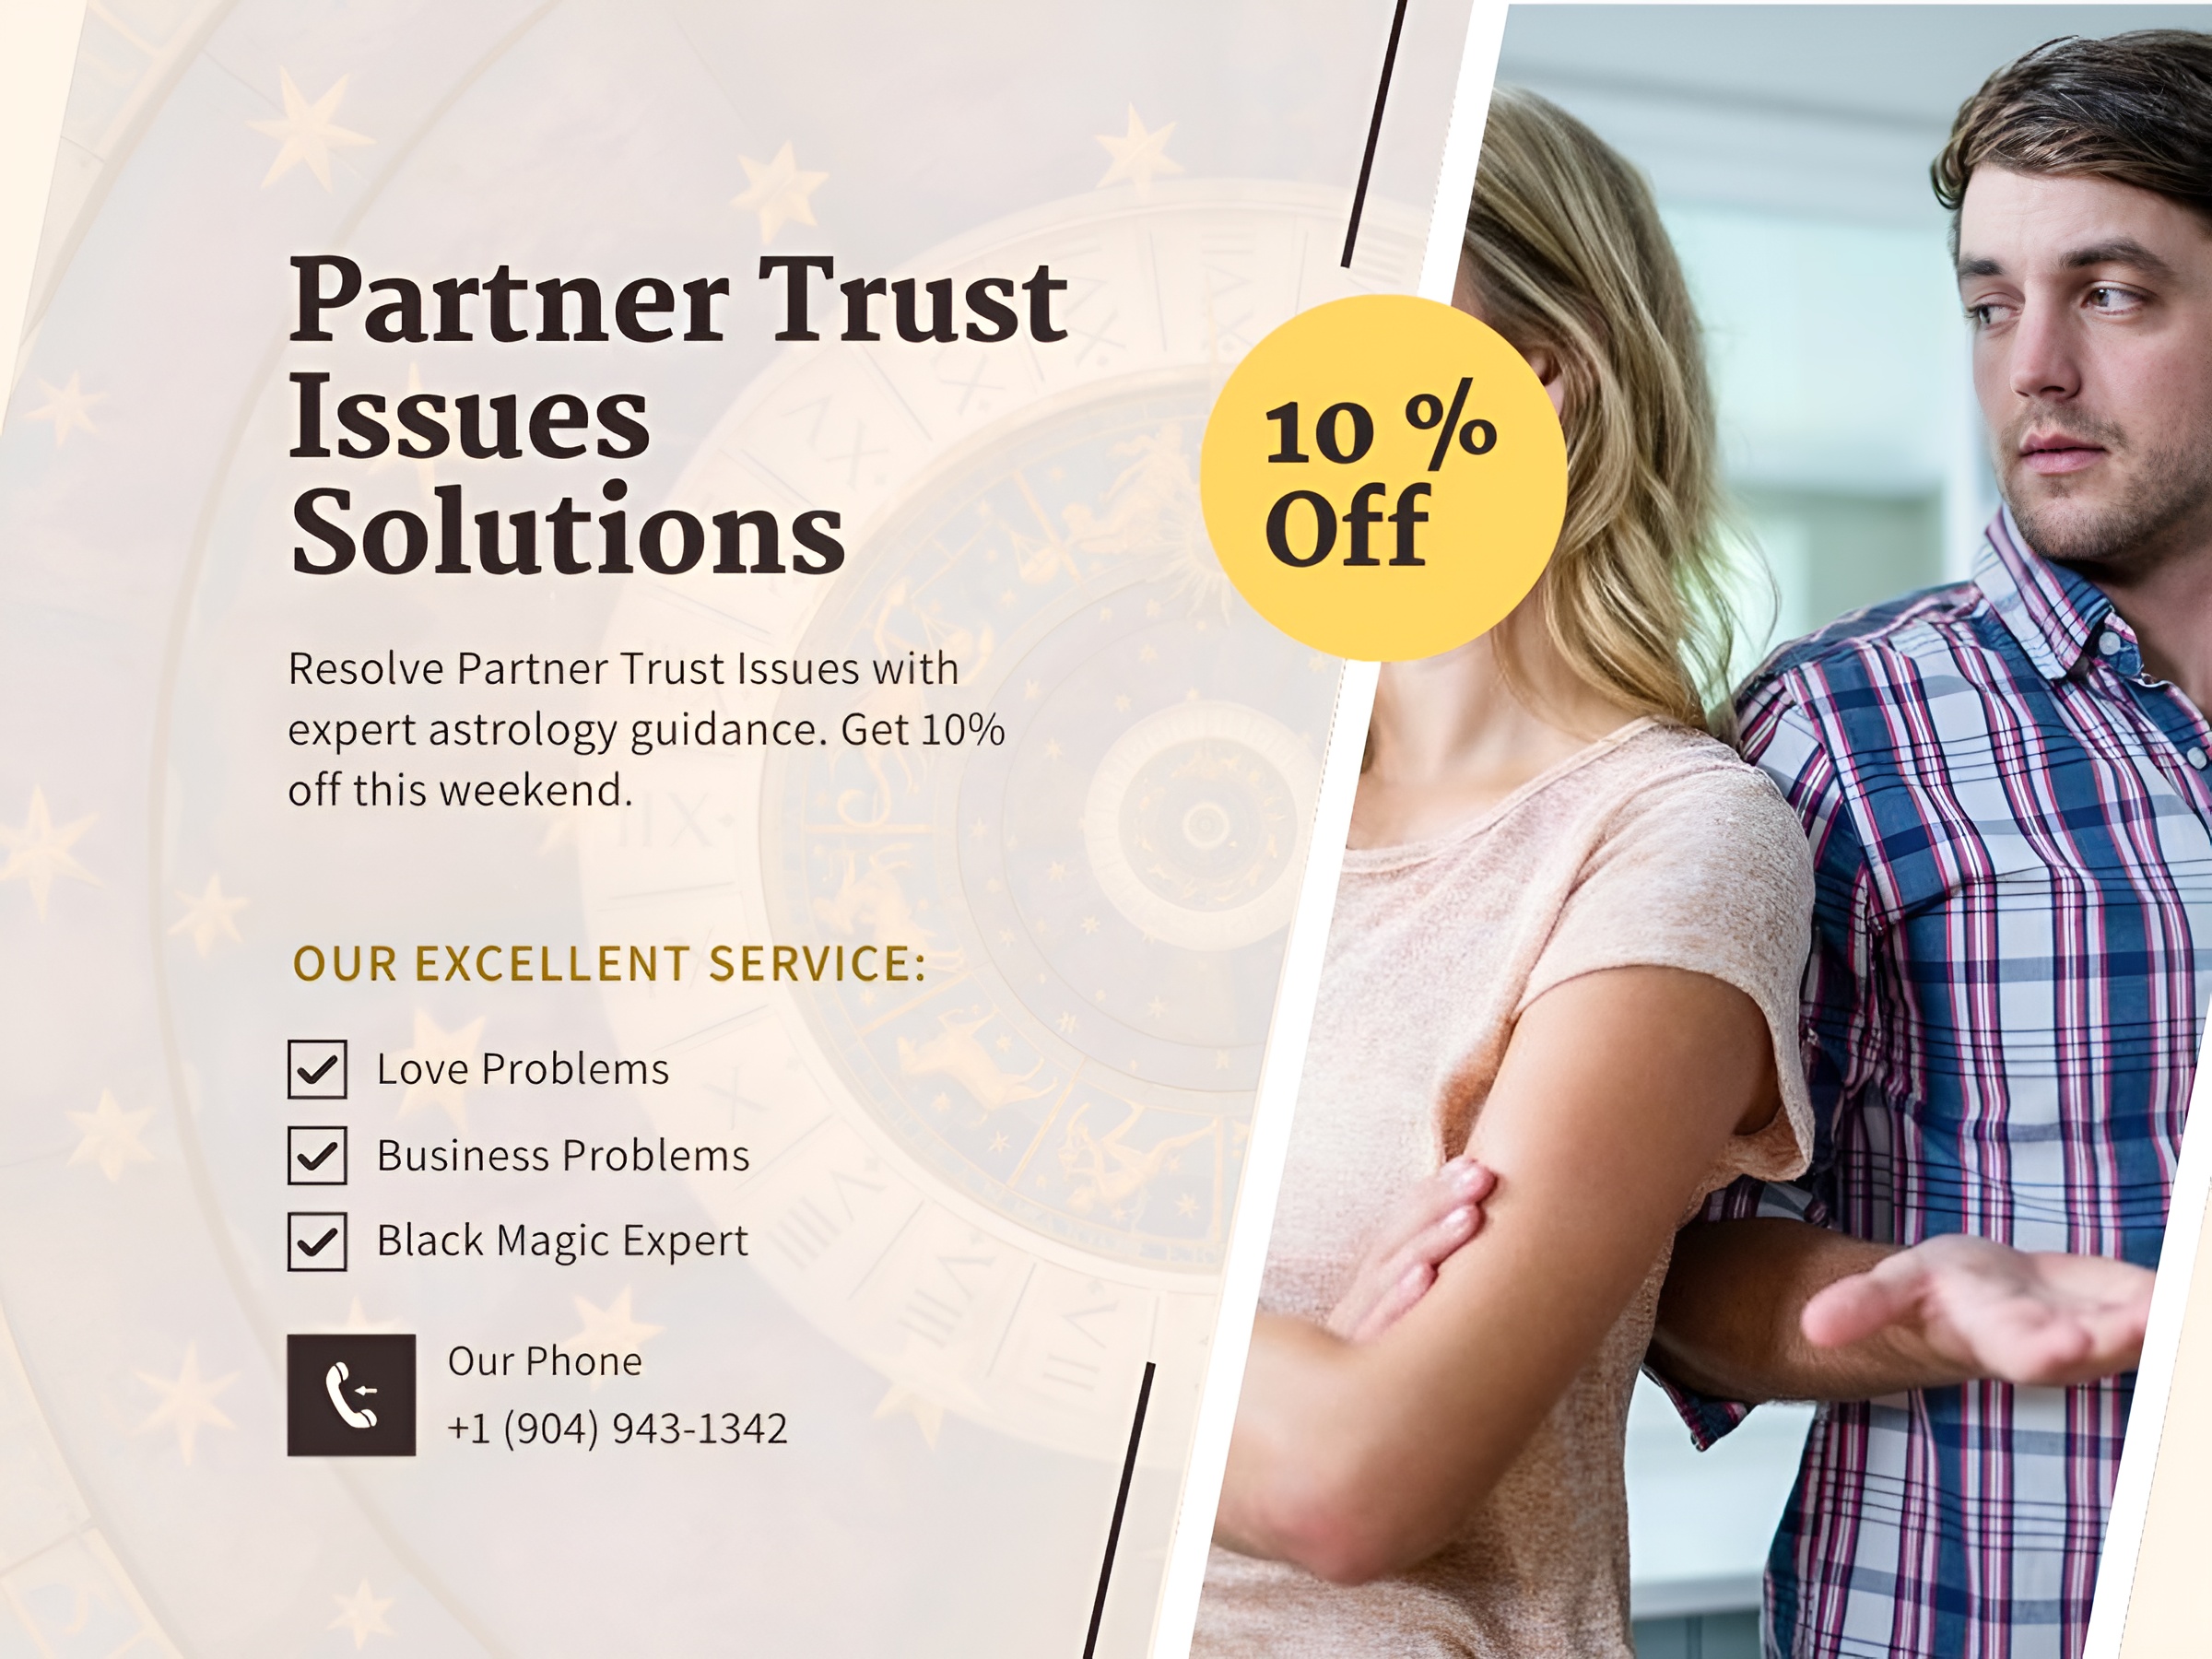 Partner Trust
Issues
Solutions
10 %
Off
Resolve Partner Trust Issues with
expert astrology guidance. Get 10%
off this weekend.
OUR EXCELLENT SERVICE:
Love Problems
Business Problems
Black Magic Expert
Our Phone
+1 (904) 943-1342